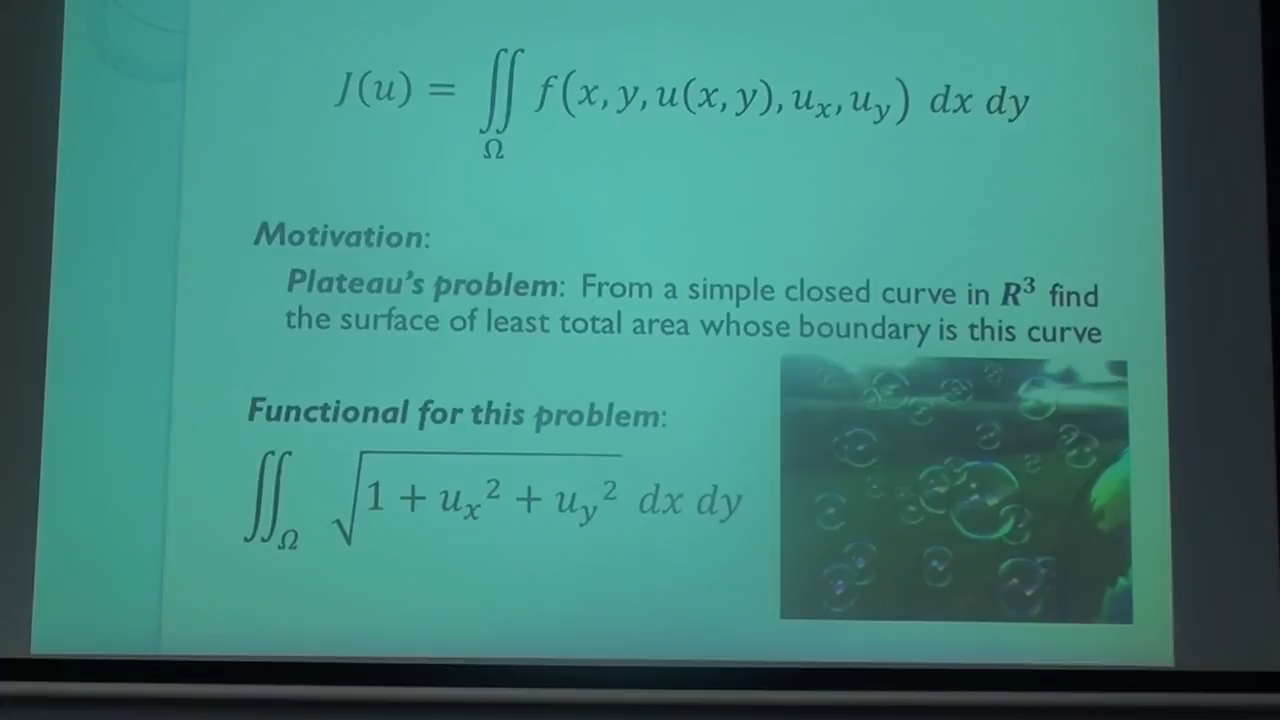 J(u) = ∬_Ω f(x, y, u(x, y), u_x, u_y) dx dy
Motivation:
Plateau's problem: From a simple closed curve in R³ find
the surface of least total area whose boundary is this curve
Functional for this problem:
∬_Ω √(1 + u_x² + u_y²) dx dy